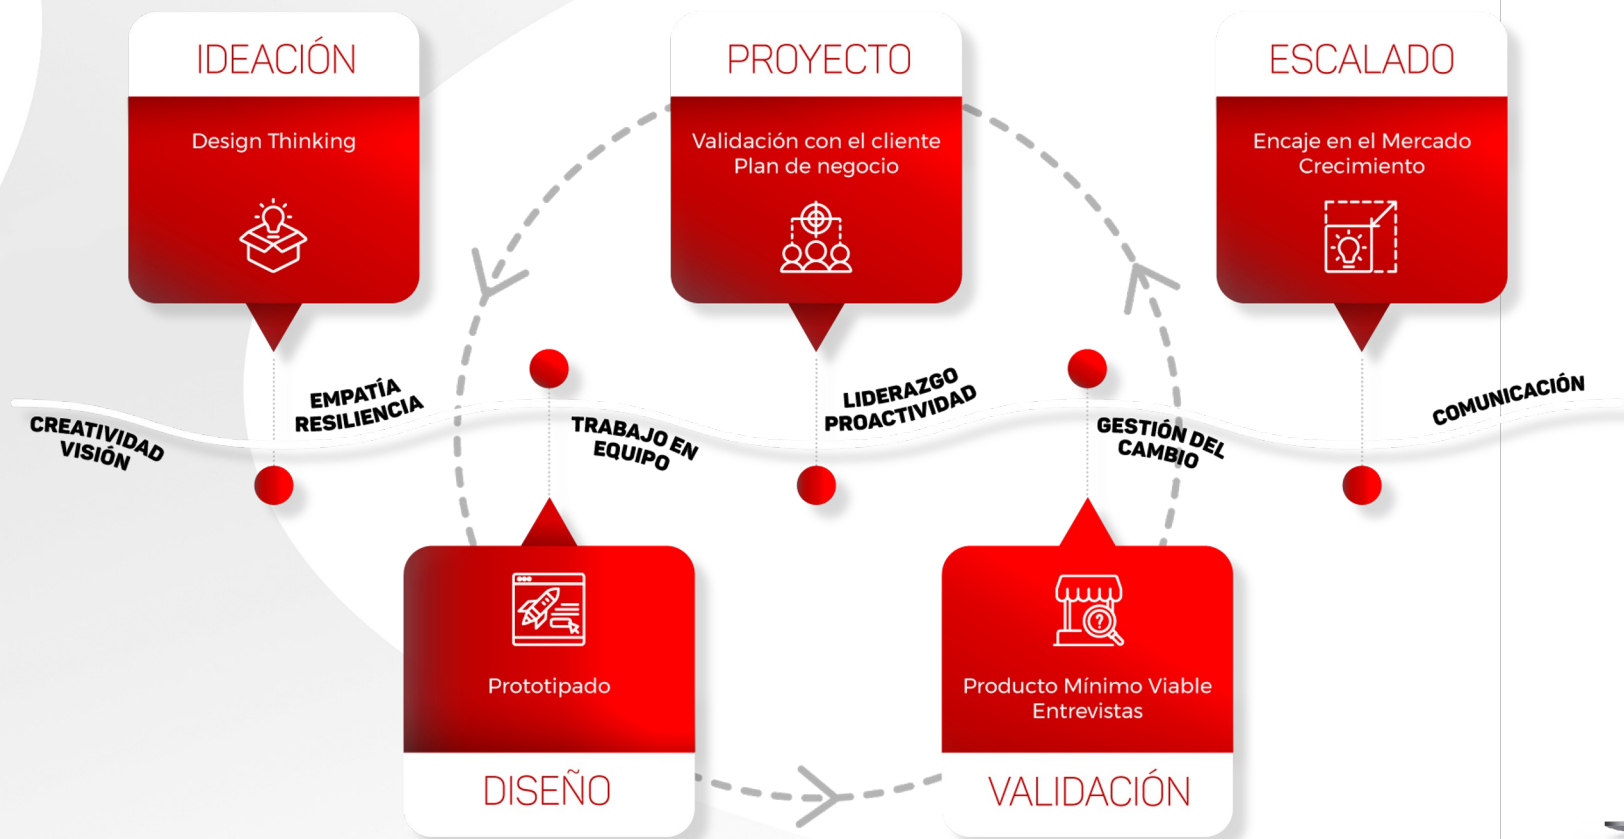 IDEACIÓN
Design Thinking
PROYECTO
Validación con el cliente
Plan de negocio
ESCALADO
Encaje en el Mercado
Crecimiento
CREATIVIDAD
VISIÓN
EMPATÍA
RESILIENCIA
TRABAJO EN
EQUIPO
LIDERAZGO
PROACTIVIDAD
GESTIÓN DEL
CAMBIO
COMUNICACIÓN
Prototipado
DISEÑO
?
Producto Mínimo Viable
Entrevistas
VALIDACIÓN